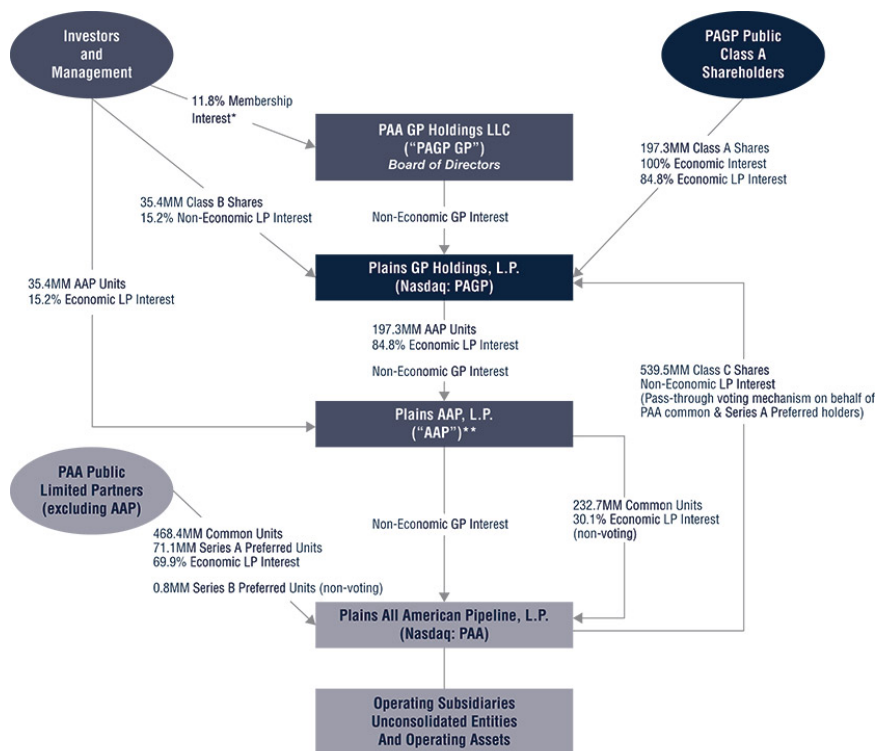 Investors
and
Management
PAGP Public
Class A
Shareholders
11.8% Membership
Interest*
PAA GP Holdings LLC
(“PAGP GP”)
Board of Directors
197.3MM Class A Shares
100% Economic Interest
84.8% Economic LP Interest
35.4MM Class B Shares
15.2% Non-Economic LP Interest
Non-Economic GP Interest
35.4MM AAP Units
15.2% Economic LP Interest
Plains GP Holdings, L.P.
(Nasdaq: PAGP)
197.3MM AAP Units
84.8% Economic LP Interest
Non-Economic GP Interest
539.5MM Class C Shares
Non-Economic LP Interest
(Pass-through voting mechanism on behalf of
PAA common & Series A Preferred holders)
Plains AAP, L.P.
(“AAP”)**
PAA Public
Limited Partners
(excluding AAP)
468.4MM Common Units
71.1MM Series A Preferred Units
69.9% Economic LP Interest
0.8MM Series B Preferred Units (non-voting)
Non-Economic GP Interest
232.7MM Common Units
30.1% Economic LP Interest
(non-voting)
Plains All American Pipeline, L.P.
(Nasdaq: PAA)
Operating Subsidiaries
Unconsolidated Entities
And Operating Assets